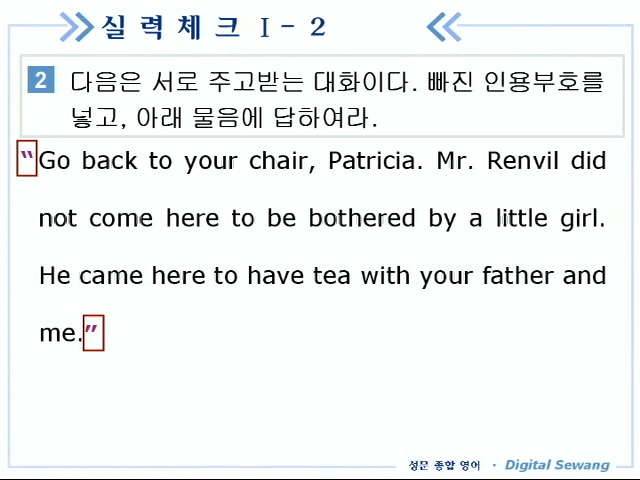 실 력 체 크 Ⅰ - 2
2 다음은 서로 주고받는 대화이다. 빠진 인용부호를
넣고, 아래 물음에 답하여라.
“Go back to your chair, Patricia. Mr. Renvil did
not come here to be bothered by a little girl.
He came here to have tea with your father and
me.”
성문 종합 영어 · Digital Sewang